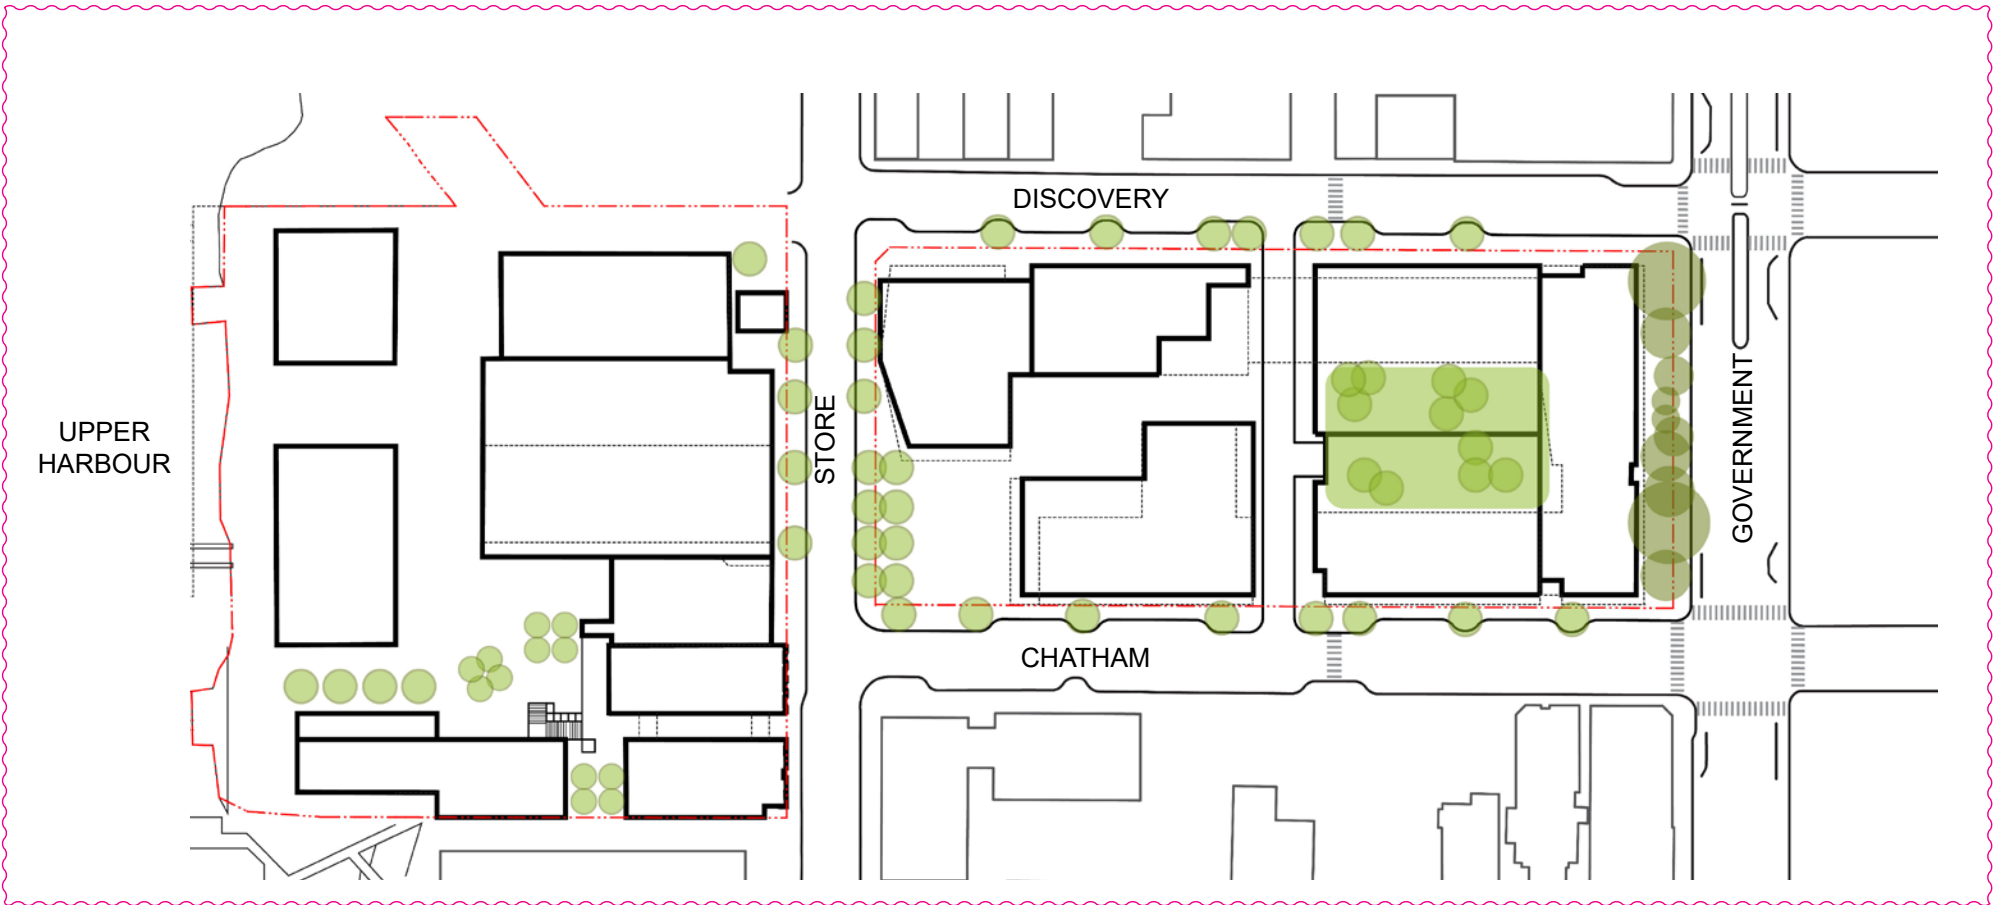 DISCOVERY
UPPER
HARBOUR
STORE
GOVERNMENT
CHATHAM